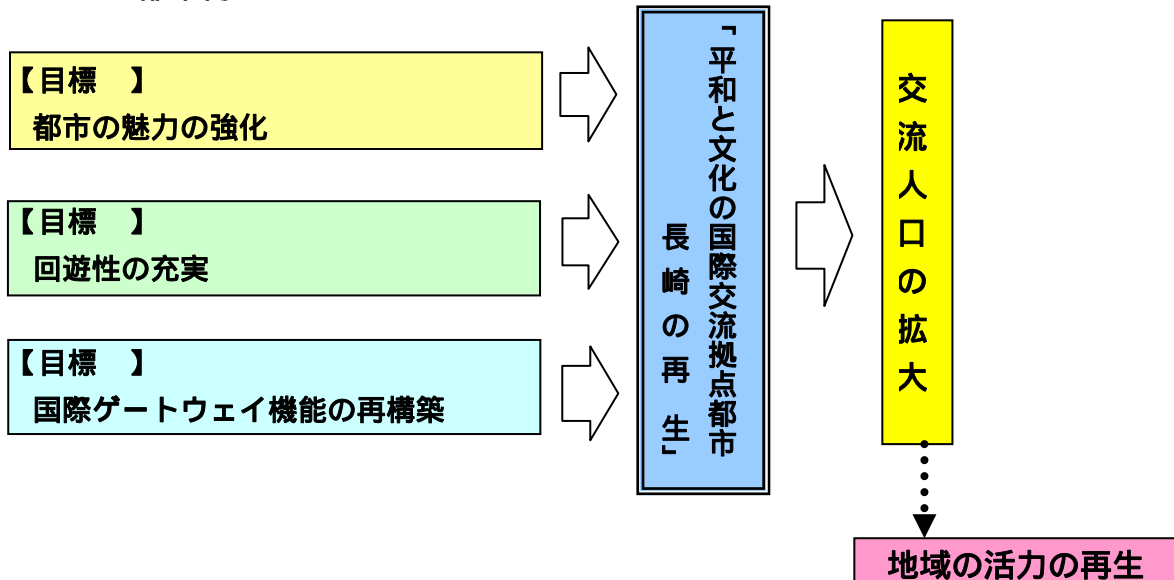 【目標　】
都市の魅力の強化
【目標　】
回遊性の充実
【目標　】
国際ゲートウェイ機能の再構築
「平和と文化の国際交流拠点都市
長崎の再生」
交流人口の拡大
地域の活力の再生